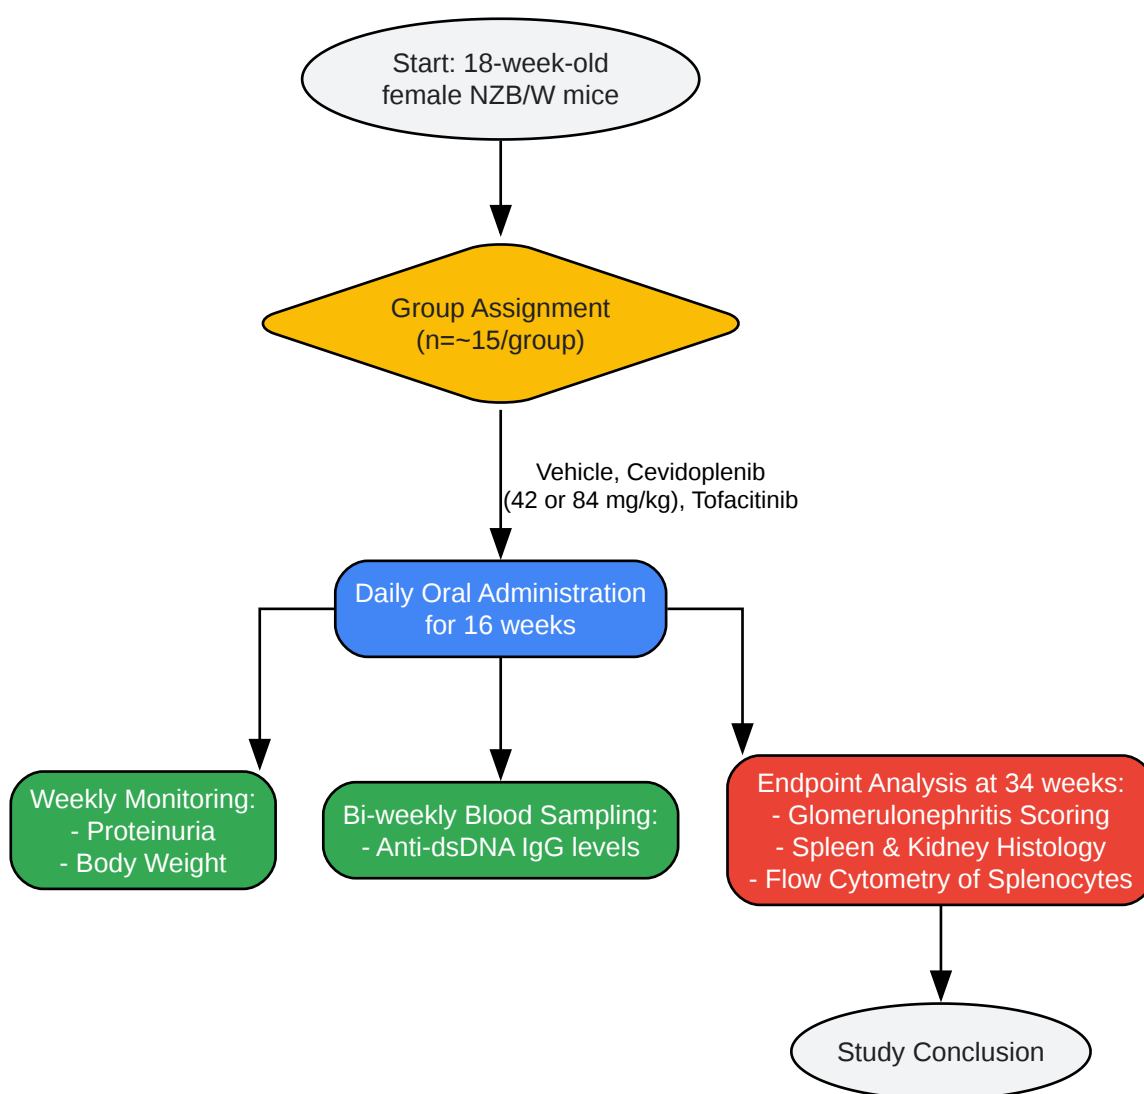 Start: 18-week-old
female NZB/W mice
Group Assignment
(n=~15/group)
Vehicle, Cevidoplenib
(42 or 84 mg/kg), Tofacitinib
Daily Oral Administration
for 16 weeks
Weekly Monitoring:
- Proteinuria
- Body Weight
Bi-weekly Blood Sampling:
- Anti-dsDNA IgG levels
Endpoint Analysis at 34 weeks:
- Glomerulonephritis Scoring
- Spleen & Kidney Histology
- Flow Cytometry of Splenocytes
Study Conclusion